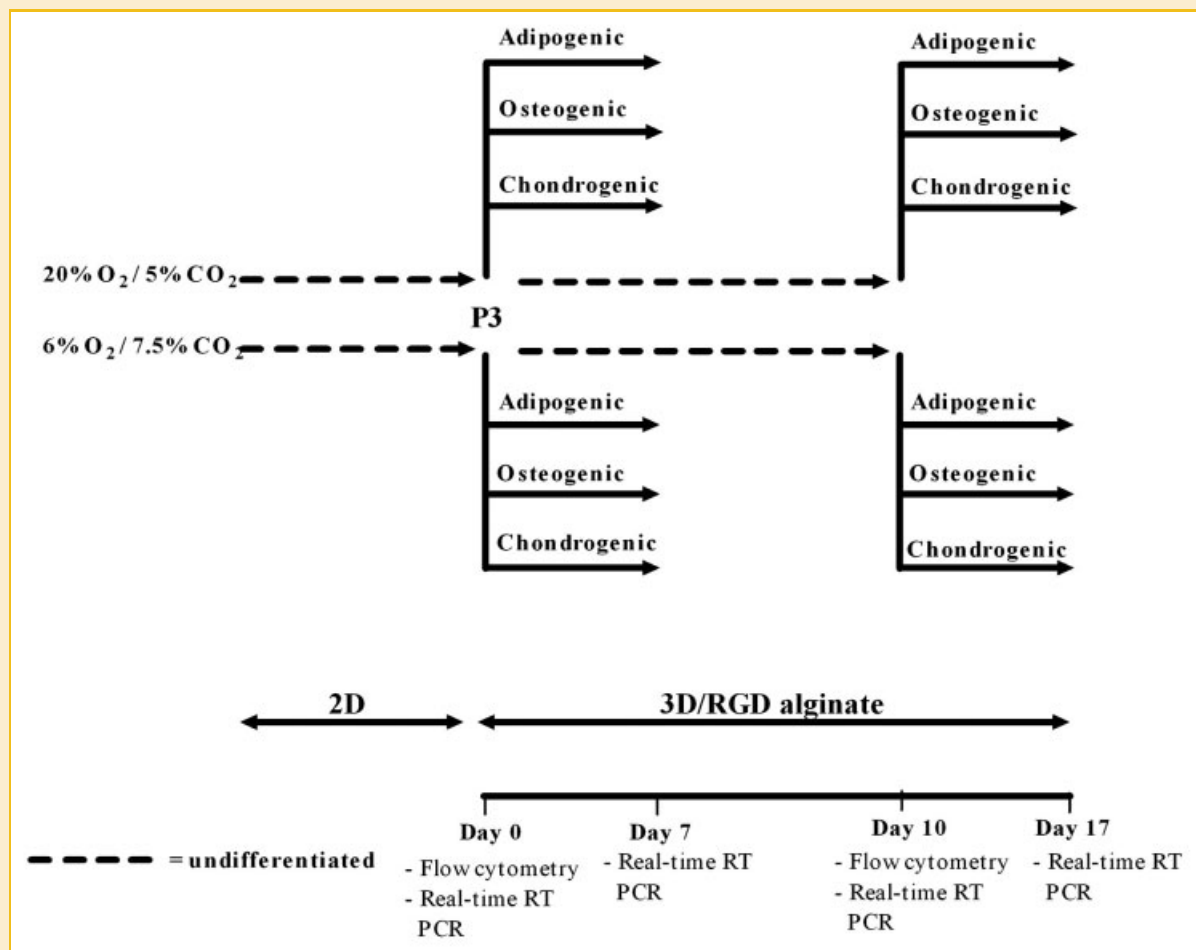 Adipogenic
Osteogenic
Chondrogenic
Adipogenic
Osteogenic
Chondrogenic
20% O2 / 5% CO2
P3
6% O2 / 7.5% CO2
Adipogenic
Osteogenic
Chondrogenic
Adipogenic
Osteogenic
Chondrogenic
2D
3D/RGD alginate
Day 0
- Flow cytometry
- Real-time RT
PCR
Day 7
- Real-time RT
PCR
Day 10
- Flow cytometry
- Real-time RT
PCR
Day 17
- Real-time RT
PCR
= undifferentiated